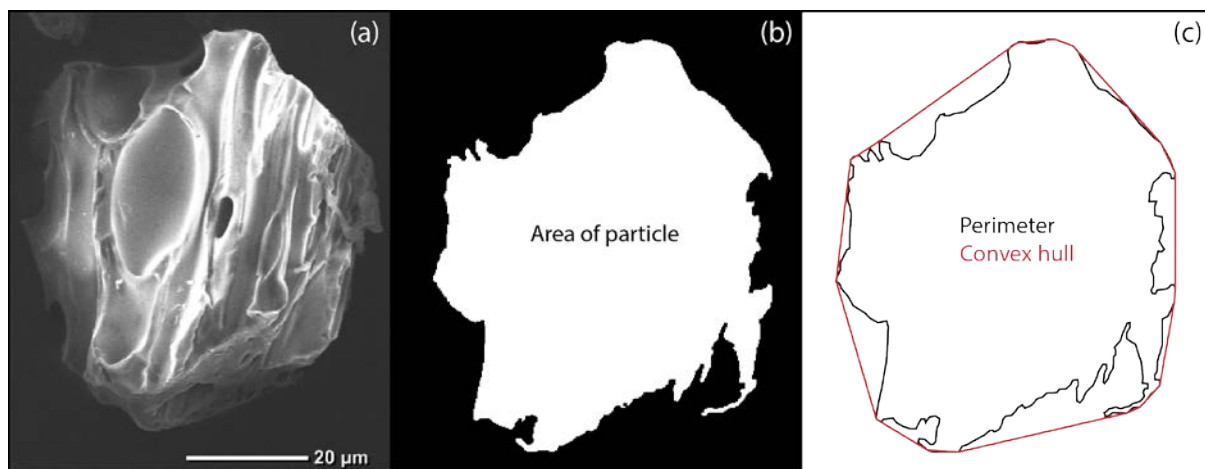 (a)
(b)
(c)
Area of particle
Perimeter
Convex hull
20 µm